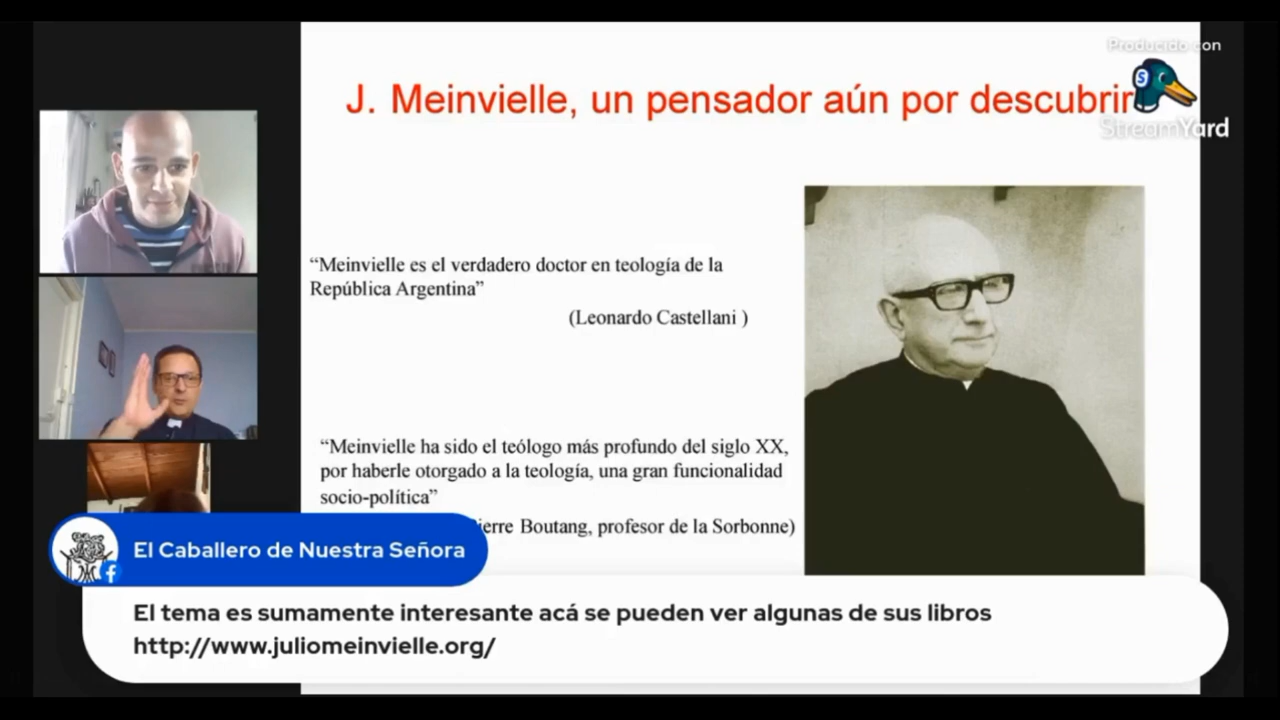 Producido con
StreamYard
J. Meinvielle, un pensador aún por descubrir
“Meinvielle es el verdadero doctor en teología de la
República Argentina”
(Leonardo Castellani )
“Meinvielle ha sido el teólogo más profundo del siglo XX,
por haberle otorgado a la teología, una gran funcionalidad
socio-política”
Boutang, profesor de la Sorbonne)
El Caballero de Nuestra Señora
El tema es sumamente interesante acá se pueden ver algunas de sus libros
http://www.juliomeinvielle.org/